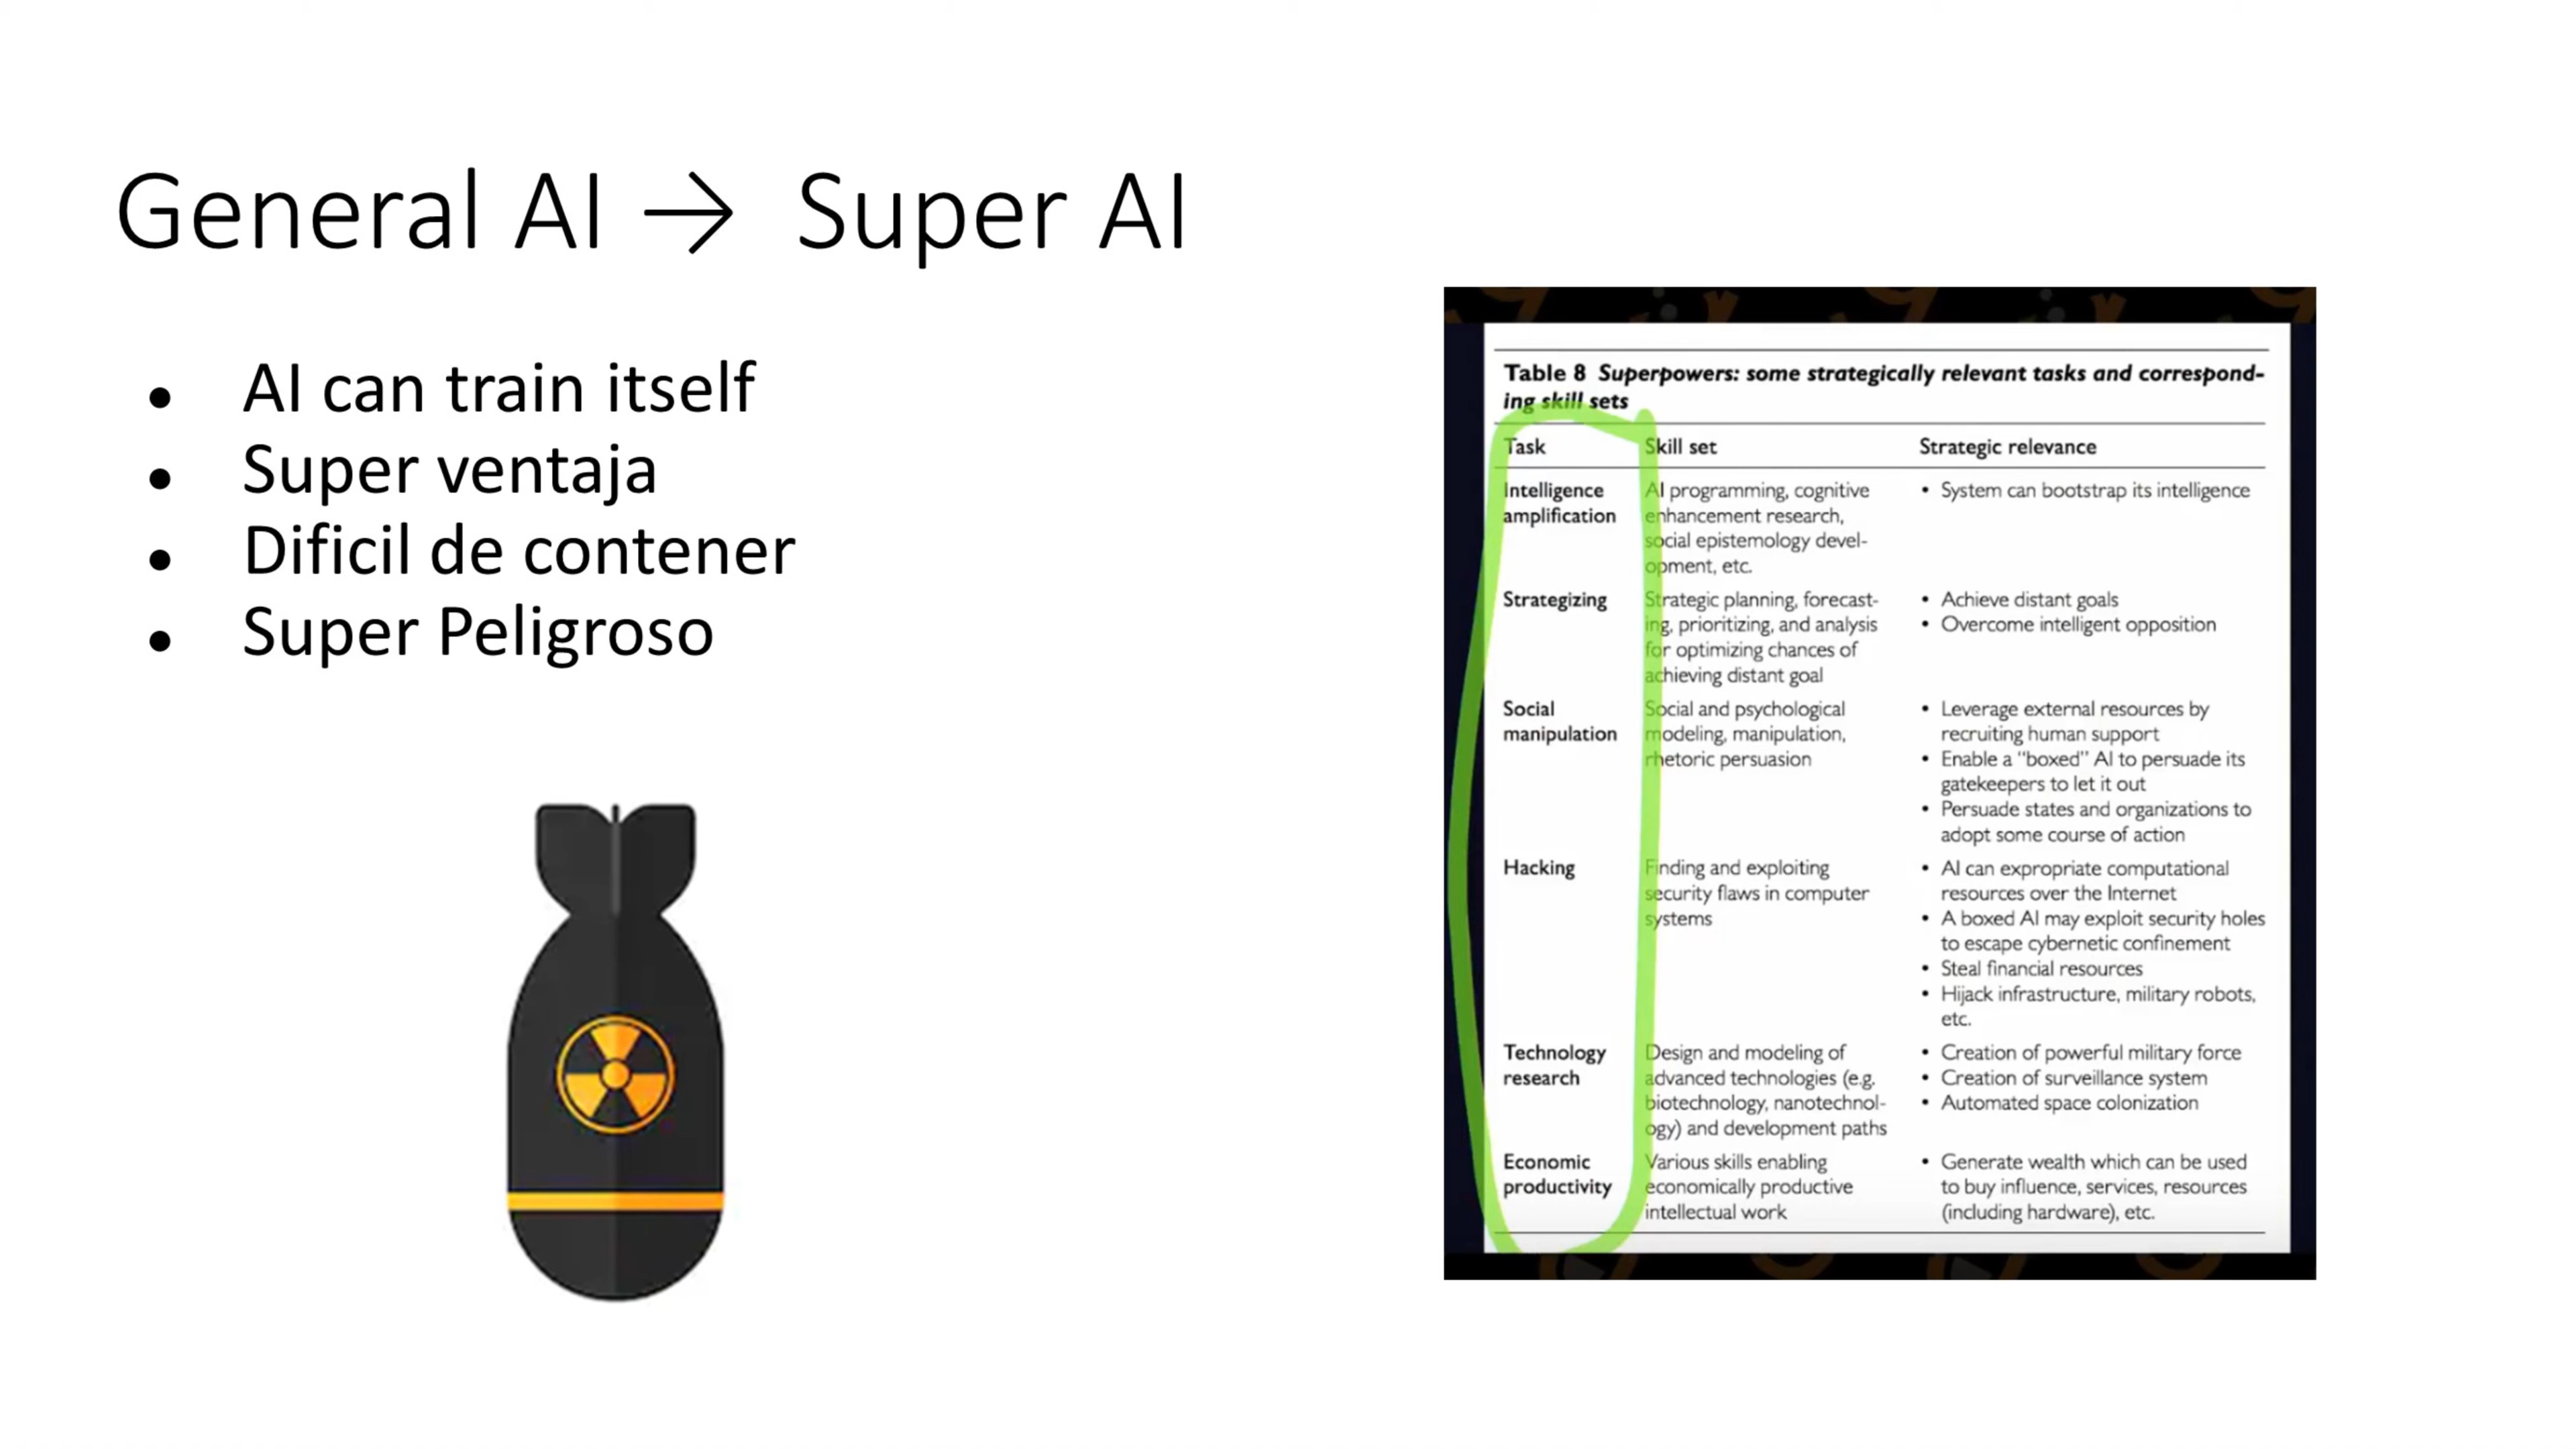 General AI → Super AI
• AI can train itself
• Super ventaja
• Dificil de contener
• Super Peligroso
Table 8 Superpowers: some strategically relevant tasks and correspond-
ing skill sets
Task Skill set Strategic relevance
Intelligence
amplification
AI programming, cognitive
enhancement research,
social epistemology devel-
opment, etc.
• System can bootstrap its intelligence
Strategizing
Strategic planning, forecast-
ing, prioritizing, and analysis
for optimizing chances of
achieving distant goal
• Achieve distant goals
• Overcome intelligent opposition
Social
manipulation
Social and psychological
modeling, manipulation,
rhetoric persuasion
• Leverage external resources by
recruiting human support
• Enable a "boxed" AI to persuade its
gatekeepers to let it out
• Persuade states and organizations to
adopt some course of action
Hacking
Finding and exploiting
security flaws in computer
systems
• AI can expropriate computational
resources over the Internet
• A boxed AI may exploit security holes
to escape cybernetic confinement
• Steal financial resources
• Hijack infrastructure, military robots,
etc.
Technology
research
Design and modeling of
advanced technologies (e.g.
biotechnology, nanotechnol-
ogy) and development paths
• Creation of powerful military force
• Creation of surveillance system
• Automated space colonization
Economic
productivity
Various skills enabling
economically productive
intellectual work
• Generate wealth which can be used
to buy influence, services, resources
(including hardware), etc.